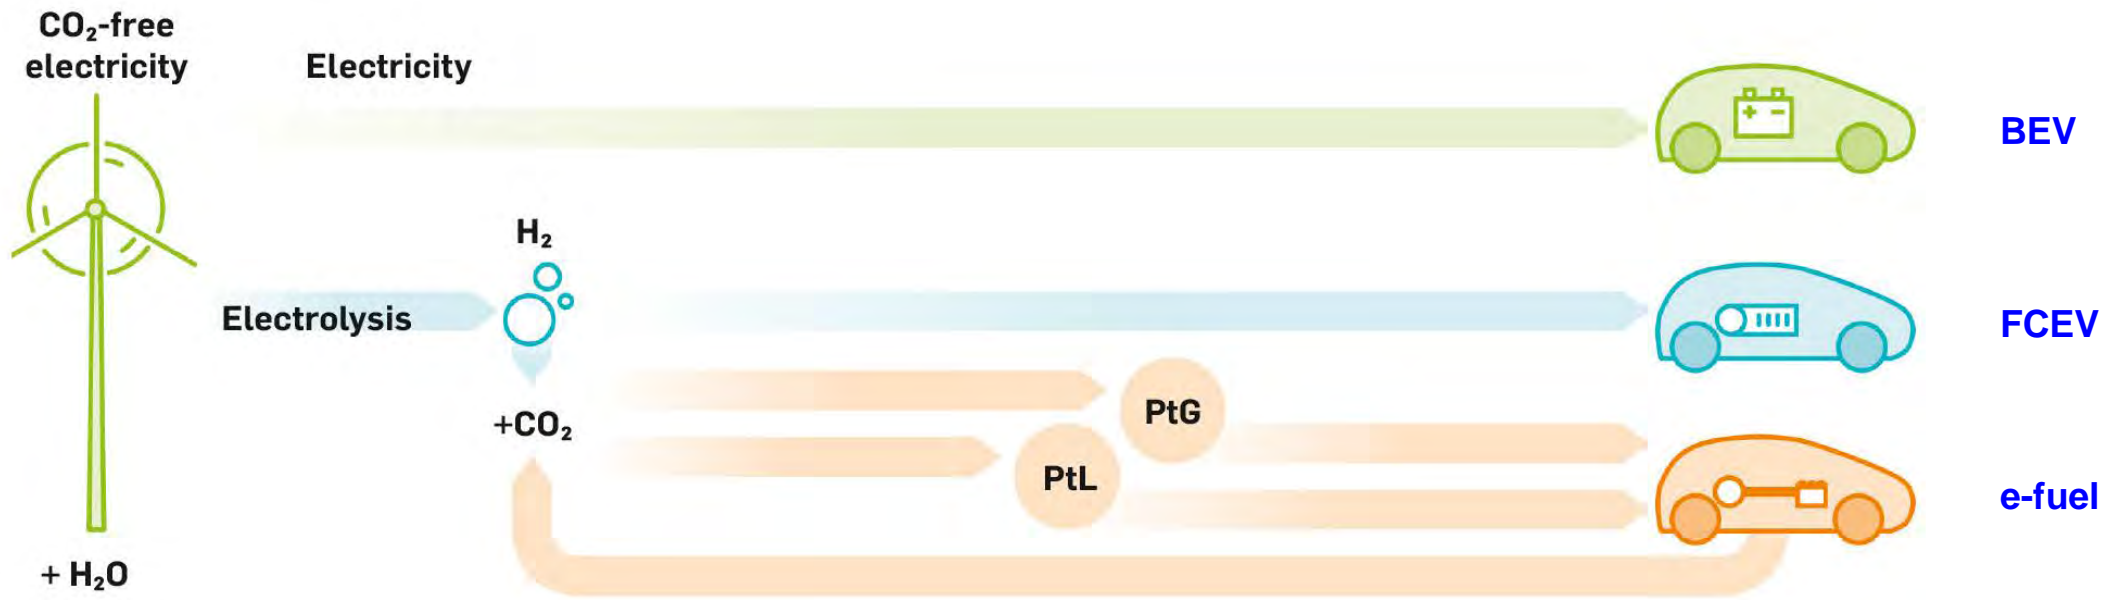 CO₂-free
electricity
Electricity
BEV
H₂
Electrolysis
FCEV
+CO₂
PtG
PtL
e-fuel
+ H₂O